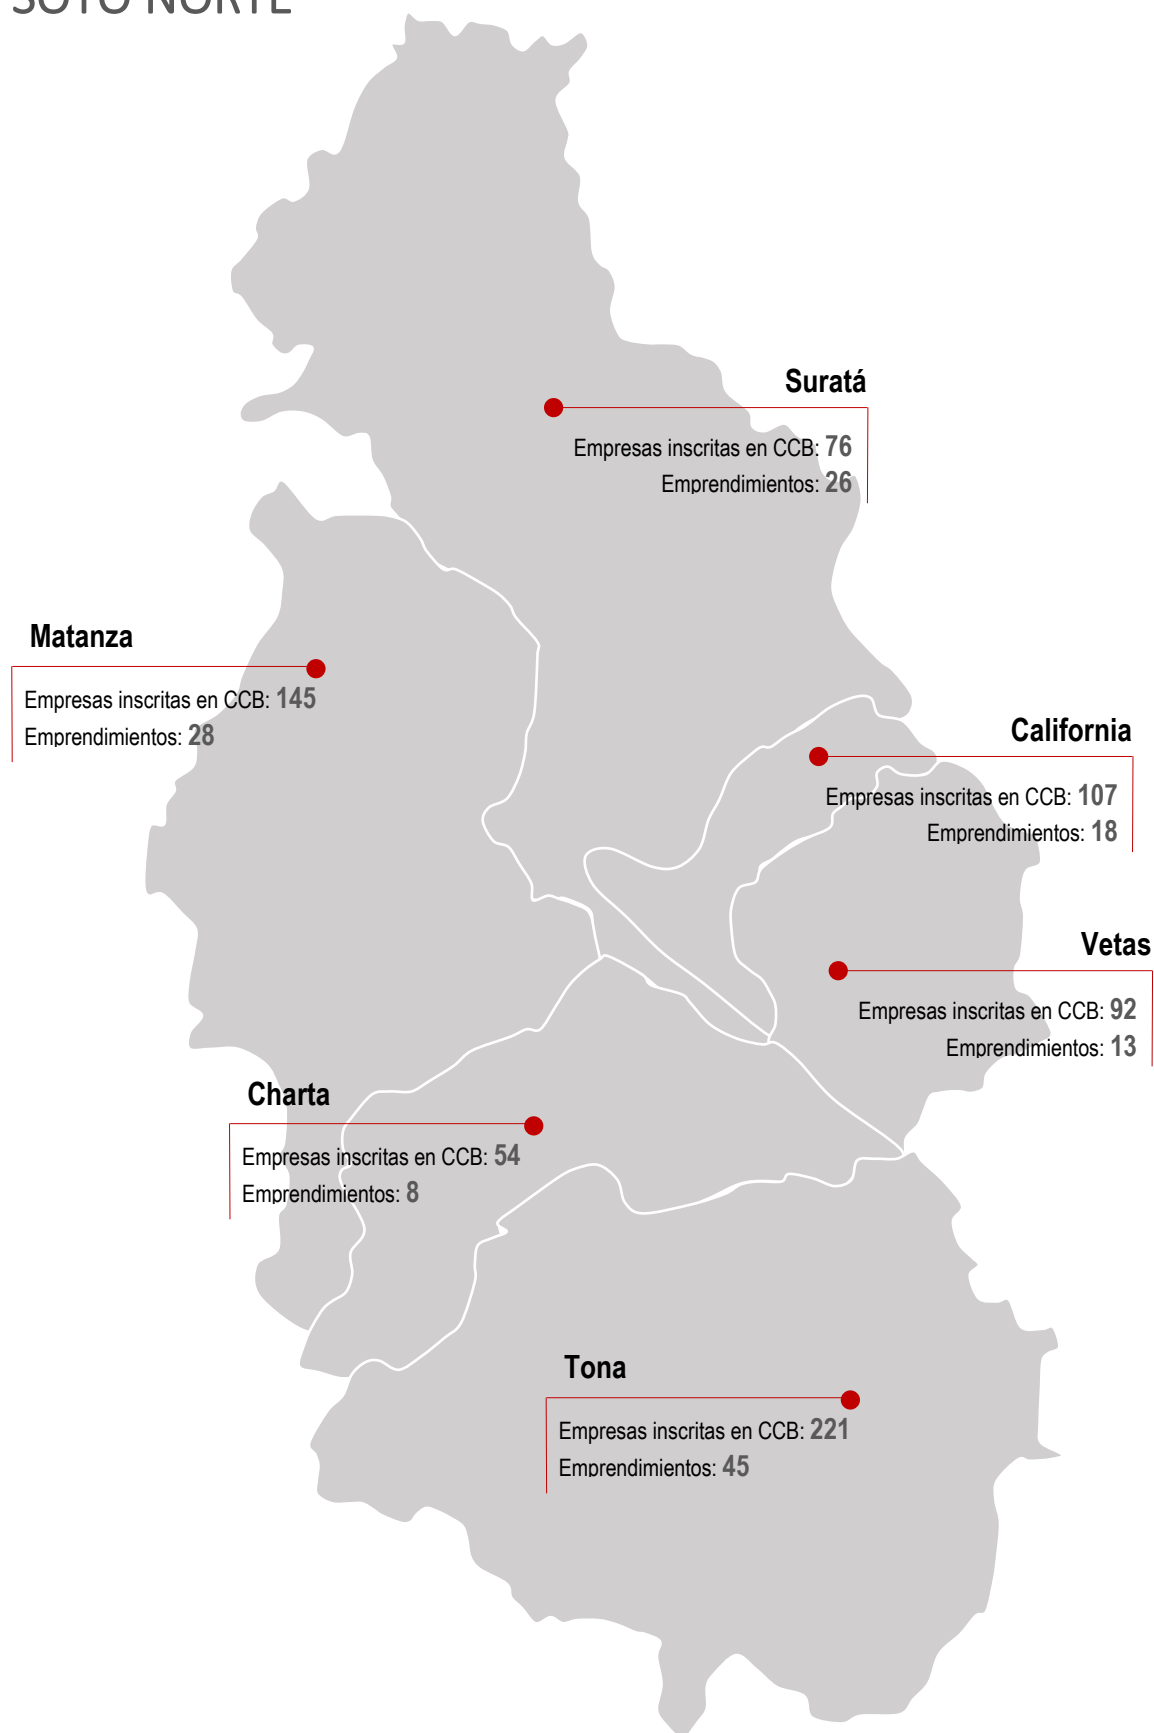 SOTO NORTE
Suratá
Empresas inscritas en CCB: 76
Emprendimientos: 26
Matanza
Empresas inscritas en CCB: 145
Emprendimientos: 28
California
Empresas inscritas en CCB: 107
Emprendimientos: 18
Vetas
Empresas inscritas en CCB: 92
Emprendimientos: 13
Charta
Empresas inscritas en CCB: 54
Emprendimientos: 8
Tona
Empresas inscritas en CCB: 221
Emprendimientos: 45